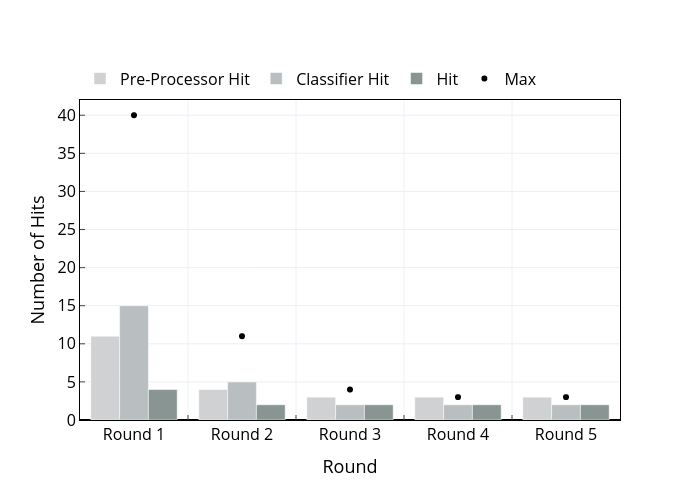 Pre-Processor Hit Classifier Hit Hit Max
Number of Hits
40
35
30
25
20
15
10
5
0
Round 1 Round 2 Round 3 Round 4 Round 5
Round